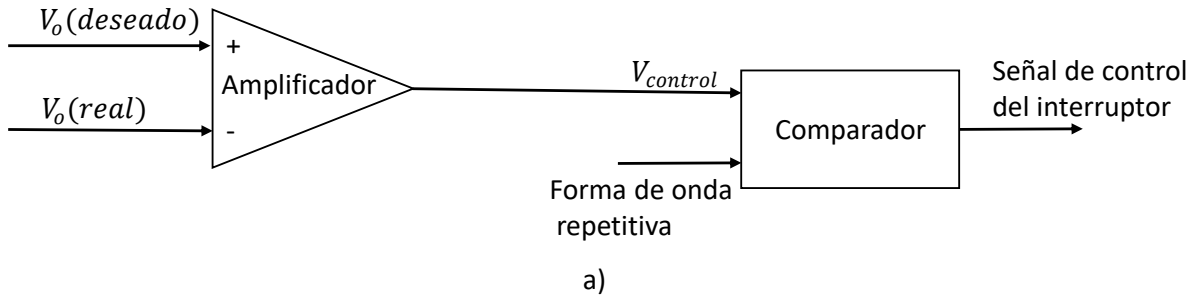 V_o(deseado)
+
Amplificador
V_o(real)
-
V_control
Comparador
Señal de control
del interruptor
Forma de onda
repetitiva
a)